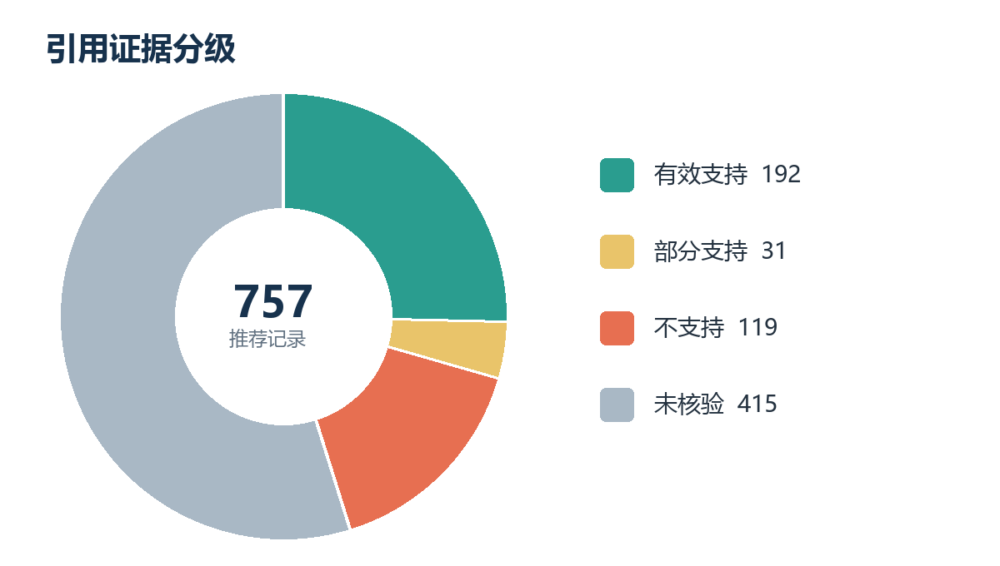 引用证据分级
757
推荐记录
有效支持 192
部分支持 31
不支持 119
未核验 415